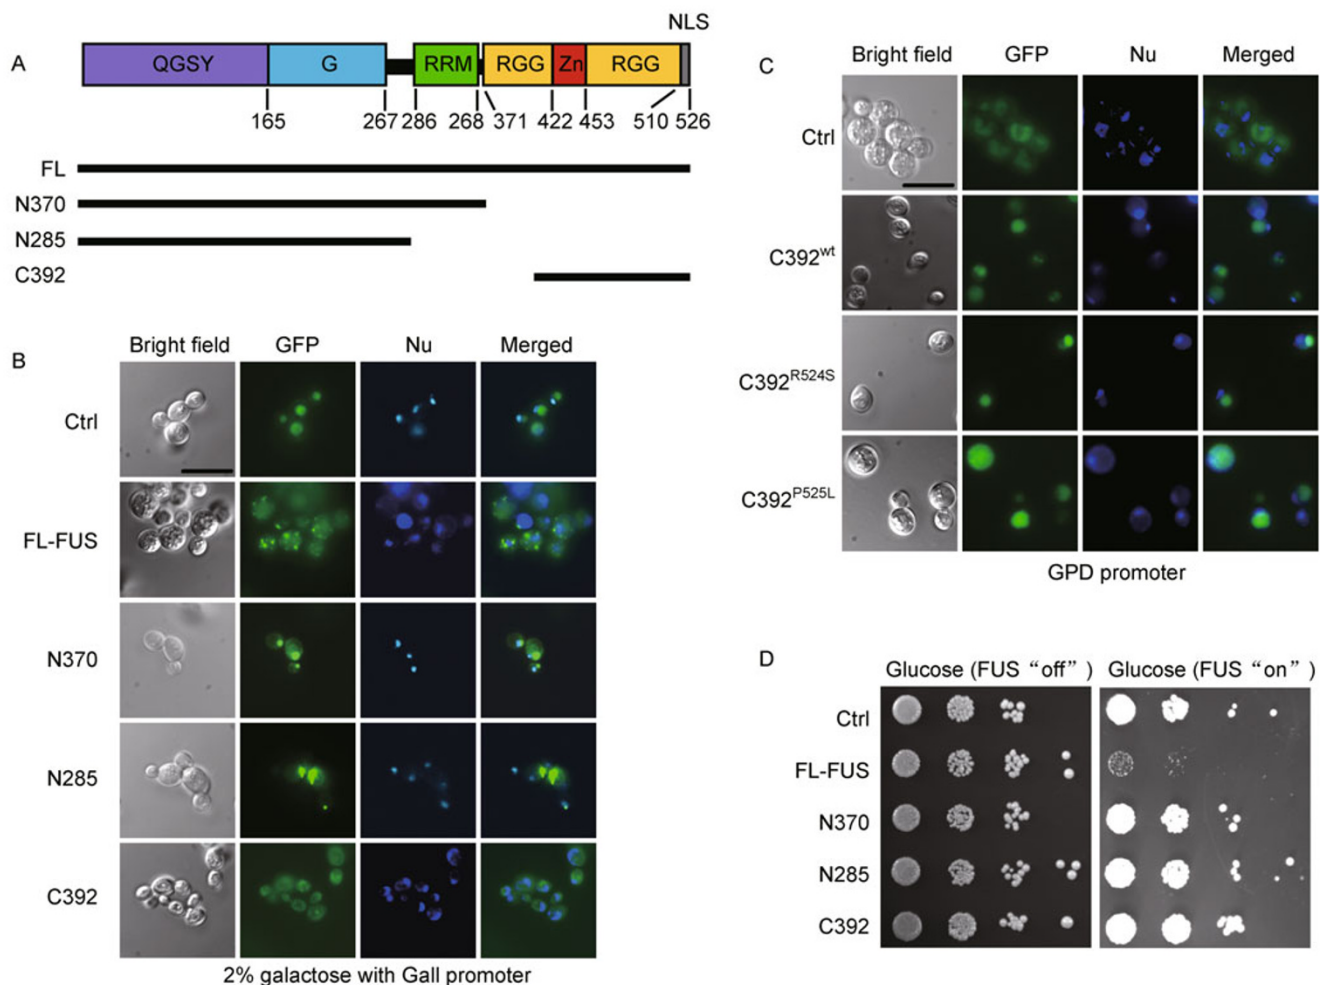 A
NLS
QGSY G RRM RGG Zn RGG
165 267 286 268 371 422 453 510 526
FL
N370
N285
C392
B
Bright field GFP Nu Merged
Ctrl
FL-FUS
N370
N285
C392
2% galactose with Gall promoter
C
Bright field GFP Nu Merged
Ctrl
C392wt
C392R524S
C392P525L
GPD promoter
D
Glucose (FUS “off” ) Glucose (FUS “on” )
Ctrl
FL-FUS
N370
N285
C392